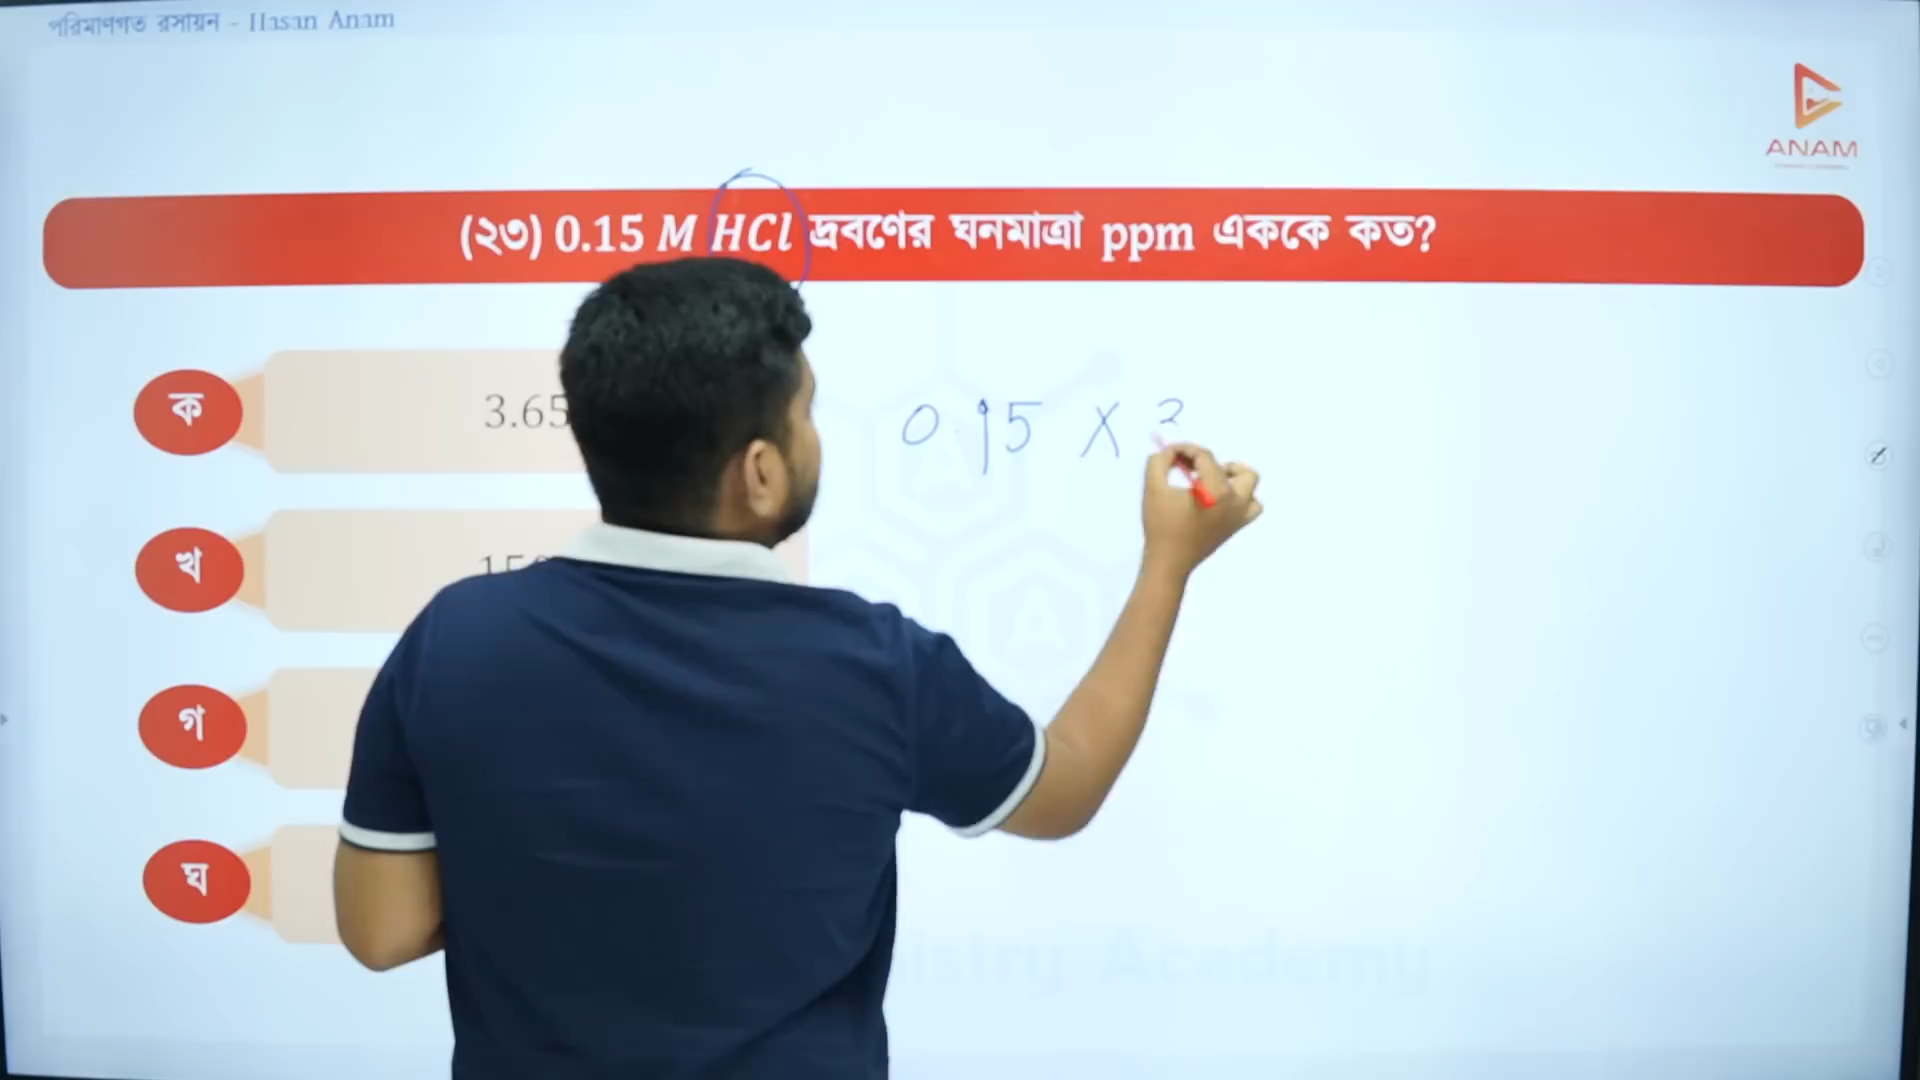 পরিমাণগত রসায়ন - Hasan Anam
ANAM
(২৩) 0.15 M HCl দ্রবণের ঘনমাত্রা ppm এককে কত?
ক
3.65
0.15 X 3
খ
গ
ঘ
Academy